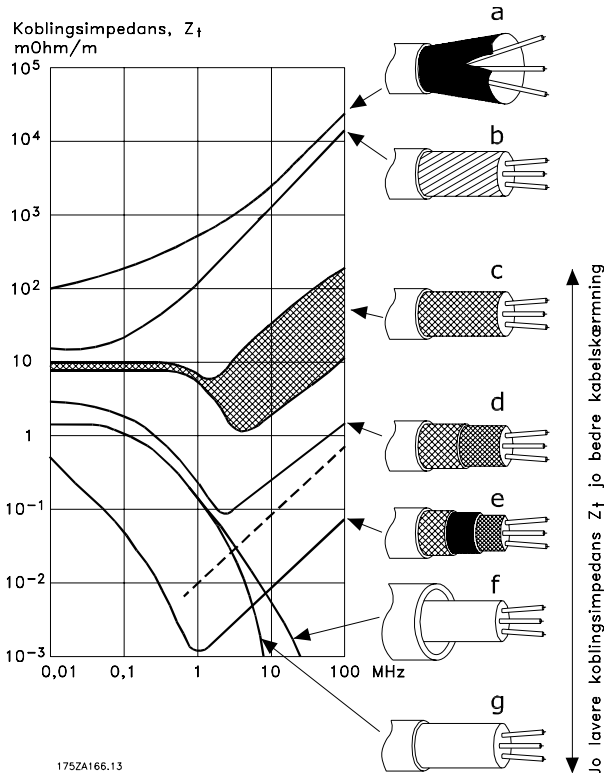 Koblingsimpedans, Zt
mOhm/m
10⁵
10⁴
10³
10²
10
1
10⁻¹
10⁻²
10⁻³
0,01 0,1 1 10 100 MHz
a
b
c
d
e
f
g
Jo lavere koblingsimpedans Zt jo bedre kabelskærmning
175ZA166.13